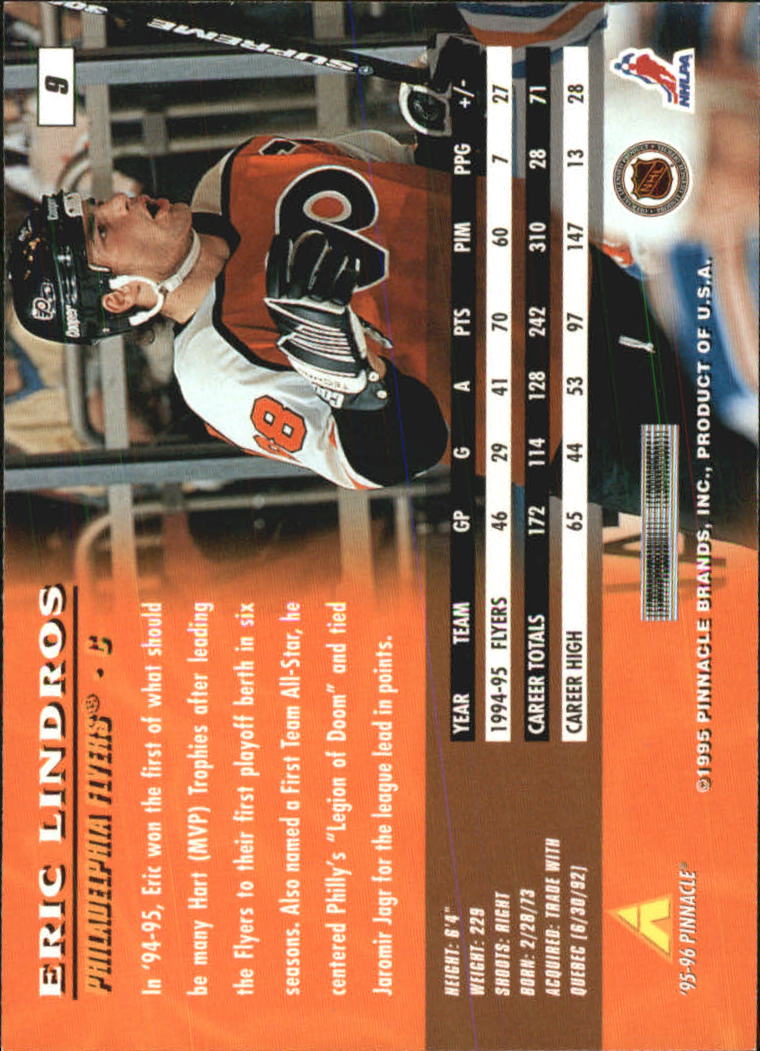 ERIC LINDROS
PHILADELPHIA FLYERS® • C
In '94-95, Eric won the first of what should
be many Hart (MVP) Trophies after leading
the Flyers to their first playoff berth in six
seasons. Also named a First Team All-Star, he
centered Philly's "Legion of Doom" and tied
Jaromir Jagr for the league lead in points.
9
SUPREME
Cooper
88
HEIGHT: 6'4"
WEIGHT: 229
SHOOTS: RIGHT
BORN: 2/28/73
ACQUIRED: TRADE WITH
QUEBEC [6/30/92]
YEAR TEAM GP G A PTS PIM PPG +/-
1994-95 FLYERS 46 29 41 70 60 7 27
CAREER TOTALS 172 114 128 242 310 28 71
CAREER HIGH 65 44 53 97 147 13 28
'95-96 PINNACLE®
©1995 PINNACLE BRANDS, INC., PRODUCT OF U.S.A.
NHL
NHLPA